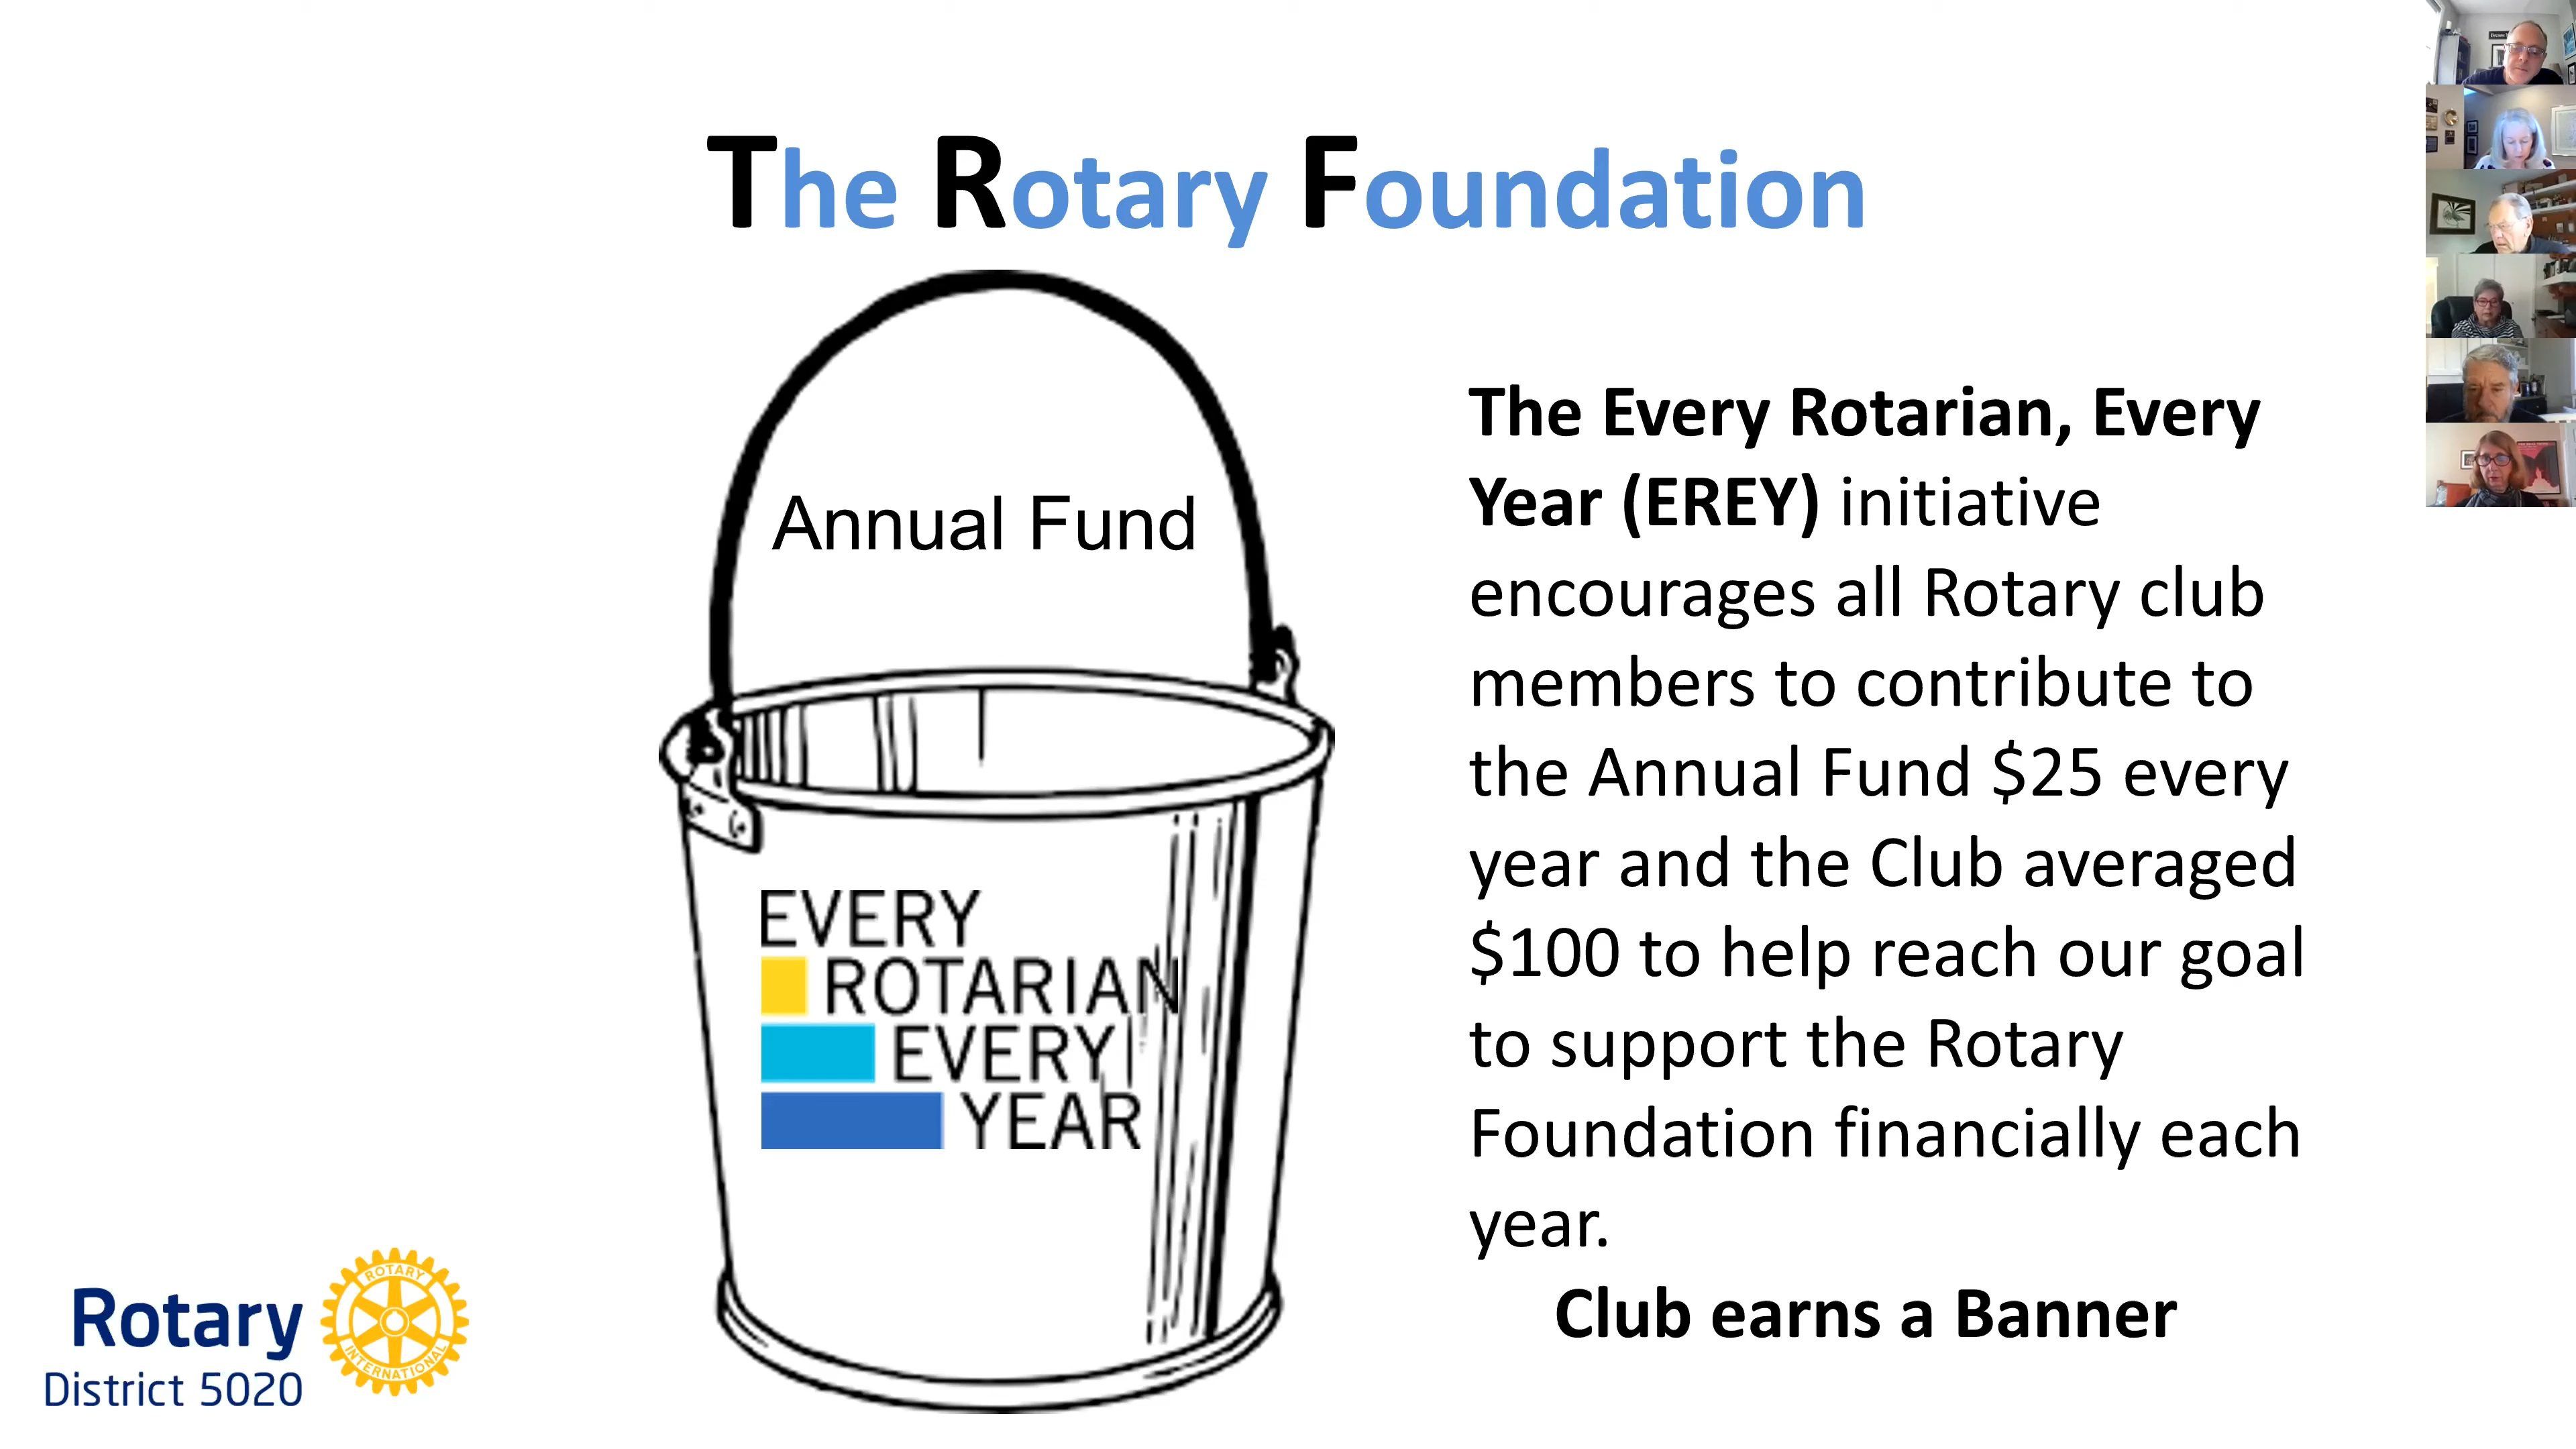 The Rotary Foundation
Annual Fund
EVERY
ROTARIAN
EVERY
YEAR
The Every Rotarian, Every
Year (EREY) initiative
encourages all Rotary club
members to contribute to
the Annual Fund $25 every
year and the Club averaged
$100 to help reach our goal
to support the Rotary
Foundation financially each
year.
Club earns a Banner
Rotary
District 5020
ROTARY
INTERNATIONAL